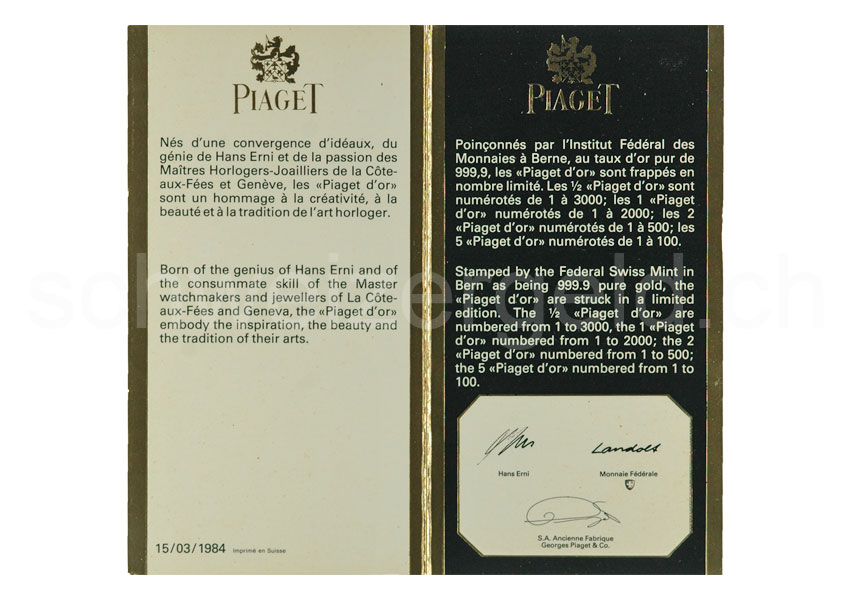 PIAGET
Nés d'une convergence d'idéaux, du
génie de Hans Erni et de la passion des
Maîtres Horlogers-Joailliers de la Côte-
aux-Fées et Genève, les «Piaget d'or»
sont un hommage à la créativité, à la
beauté et à la tradition de l'art horloger.
Born of the genius of Hans Erni and of
the consummate skill of the Master
watchmakers and jewellers of La Côte-
aux-Fées and Geneva, the «Piaget d'or»
embody the inspiration, the beauty and
the tradition of their arts.
15/03/1984 Imprimé en Suisse
PIAGET
Poinçonnés par l'Institut Fédéral des
Monnaies à Berne, au taux d'or pur de
999,9, les «Piaget d'or» sont frappés en
nombre limité. Les ½ «Piaget d'or» sont
numérotés de 1 à 3000; les 1 «Piaget
d'or» numérotés de 1 à 2000; les 2
«Piaget d'or» numérotés de 1 à 500; les
5 «Piaget d'or» numérotés de 1 à 100.
Stamped by the Federal Swiss Mint in
Bern as being 999.9 pure gold, the
«Piaget d'or» are struck in a limited
edition. The ½ «Piaget d'or» are
numbered from 1 to 3000, the 1 «Piaget
d'or» numbered from 1 to 2000; the 2
«Piaget d'or» numbered from 1 to 500;
the 5 «Piaget d'or» numbered from 1 to
100.
Landolt
Hans Erni Monnaie Fédérale
S.A. Ancienne Fabrique
Georges Piaget & Co.
schweizergeld.ch